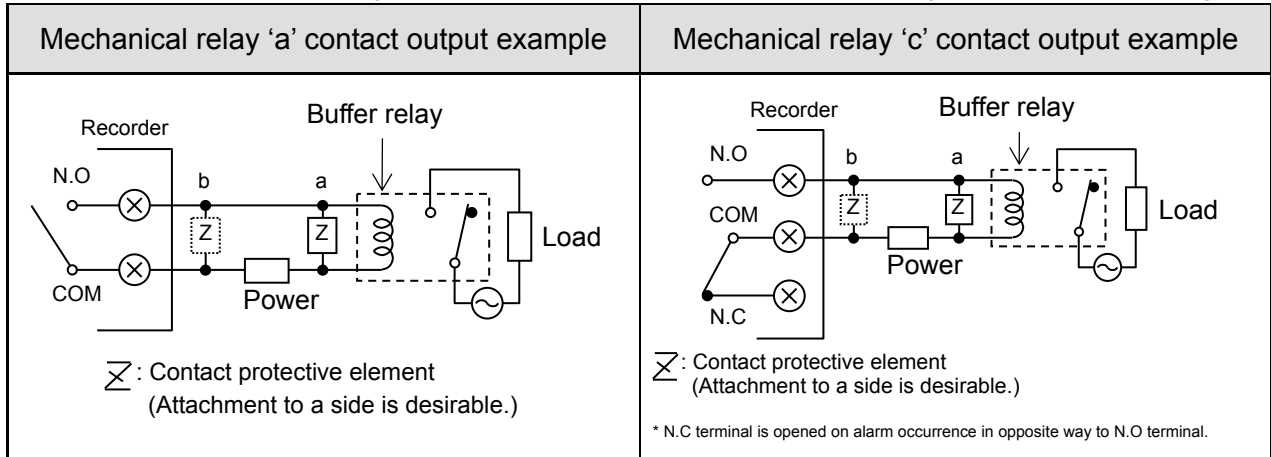 Mechanical relay ‘a’ contact output example
Buffer relay
Recorder
N.O
b
a
Z
Z
Load
COM
Power
Z : Contact protective element
(Attachment to a side is desirable.)
Mechanical relay ‘c’ contact output example
Buffer relay
Recorder
N.O
b
a
COM
Z
Z
Load
Power
N.C
Z : Contact protective element
(Attachment to a side is desirable.)
* N.C terminal is opened on alarm occurrence in opposite way to N.O terminal.